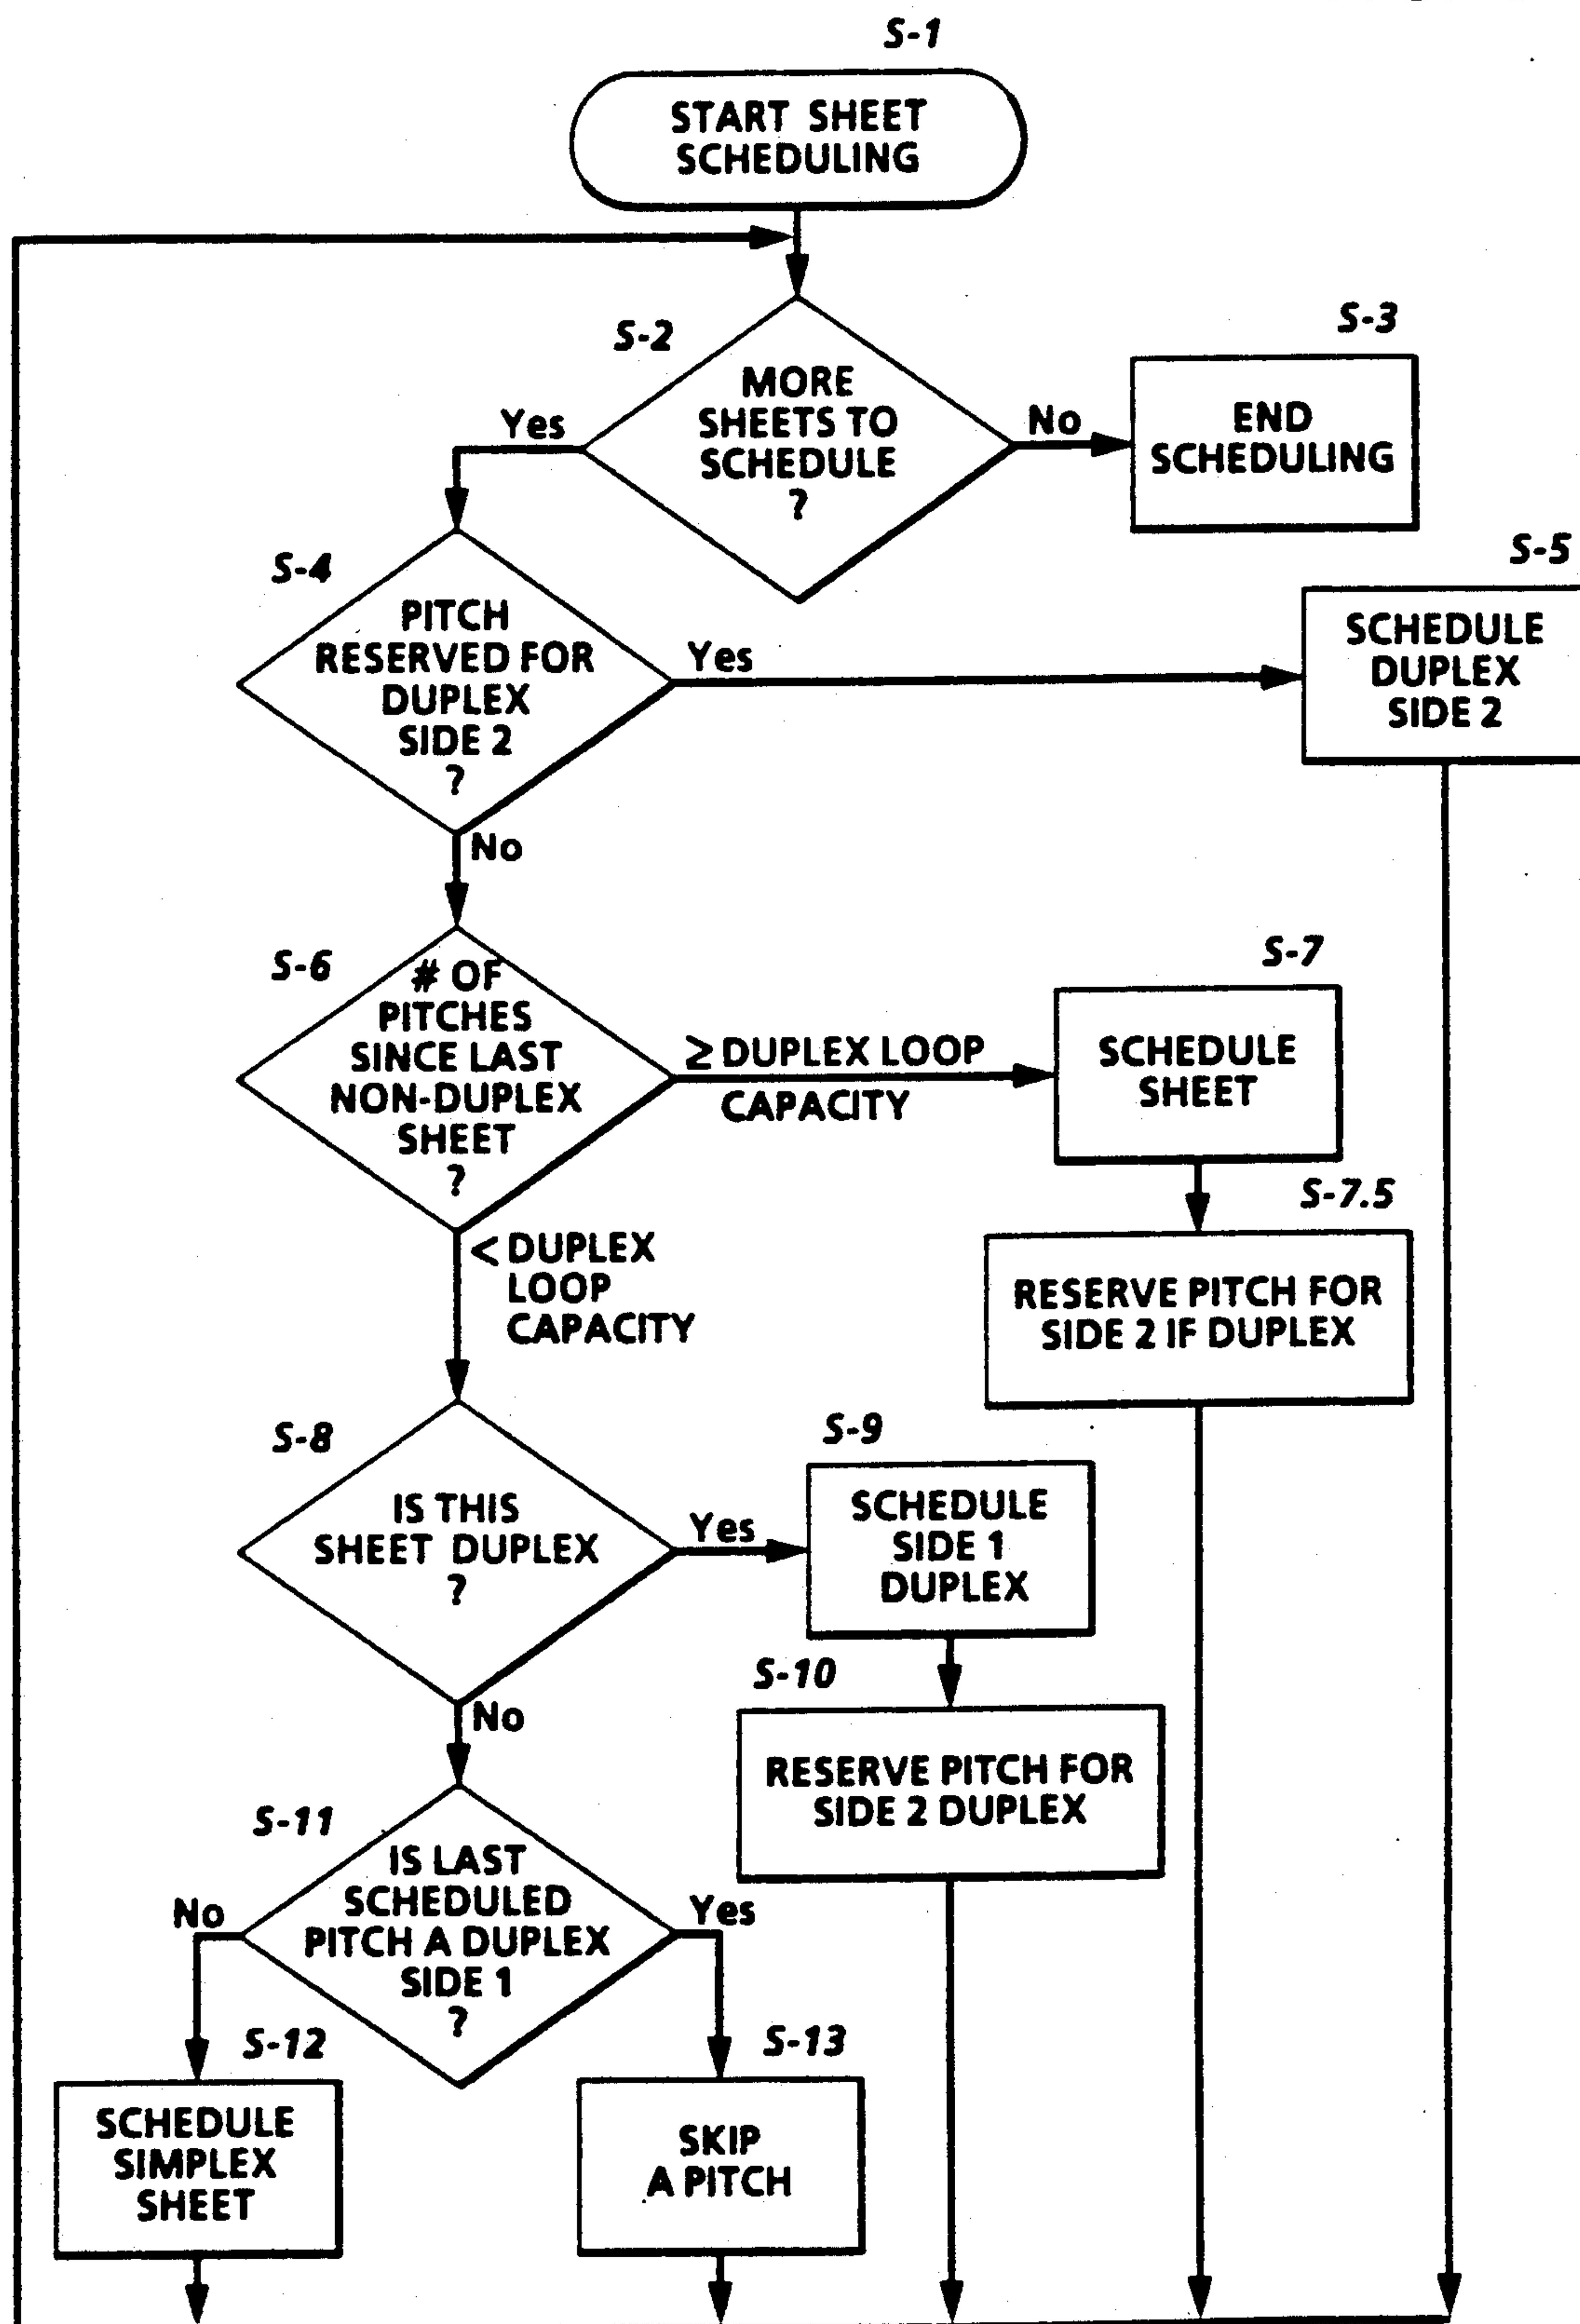 S-1
START SHEET
SCHEDULING
S-2
MORE
SHEETS TO
SCHEDULE
?
Yes
No
S-3
END
SCHEDULING
S-4
PITCH
RESERVED FOR
DUPLEX
SIDE 2
?
Yes
No
S-5
SCHEDULE
DUPLEX
SIDE 2
S-6
# OF
PITCHES
SINCE LAST
NON-DUPLEX
SHEET
?
≥ DUPLEX LOOP
CAPACITY
S-7
SCHEDULE
SHEET
S-7.5
RESERVE PITCH FOR
SIDE 2 IF DUPLEX
< DUPLEX
LOOP
CAPACITY
S-8
IS THIS
SHEET DUPLEX
?
Yes
No
S-9
SCHEDULE
SIDE 1
DUPLEX
S-10
RESERVE PITCH FOR
SIDE 2 DUPLEX
S-11
IS LAST
SCHEDULED
PITCH A DUPLEX
SIDE 1
?
No
Yes
S-12
SCHEDULE
SIMPLEX
SHEET
S-13
SKIP
A PITCH